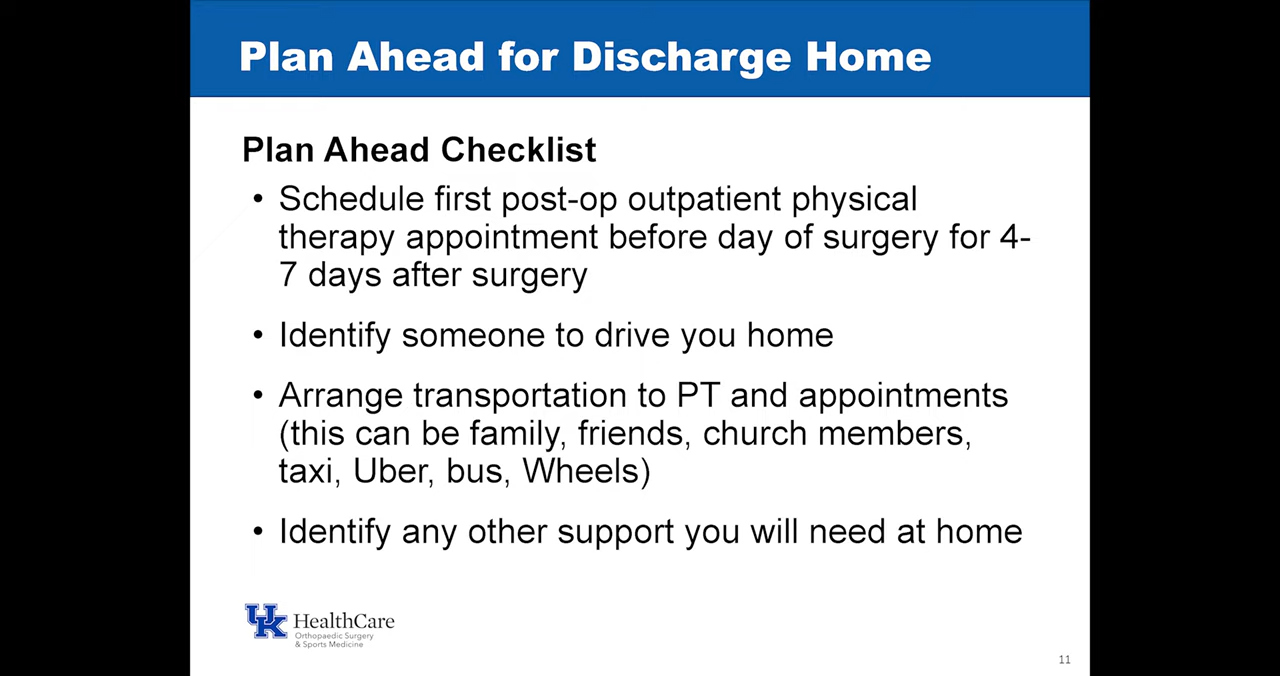 Plan Ahead for Discharge Home
Plan Ahead Checklist
• Schedule first post-op outpatient physical
therapy appointment before day of surgery for 4-
7 days after surgery
• Identify someone to drive you home
• Arrange transportation to PT and appointments
(this can be family, friends, church members,
taxi, Uber, bus, Wheels)
• Identify any other support you will need at home
UK HealthCare
Orthopaedic Surgery
& Sports Medicine
11